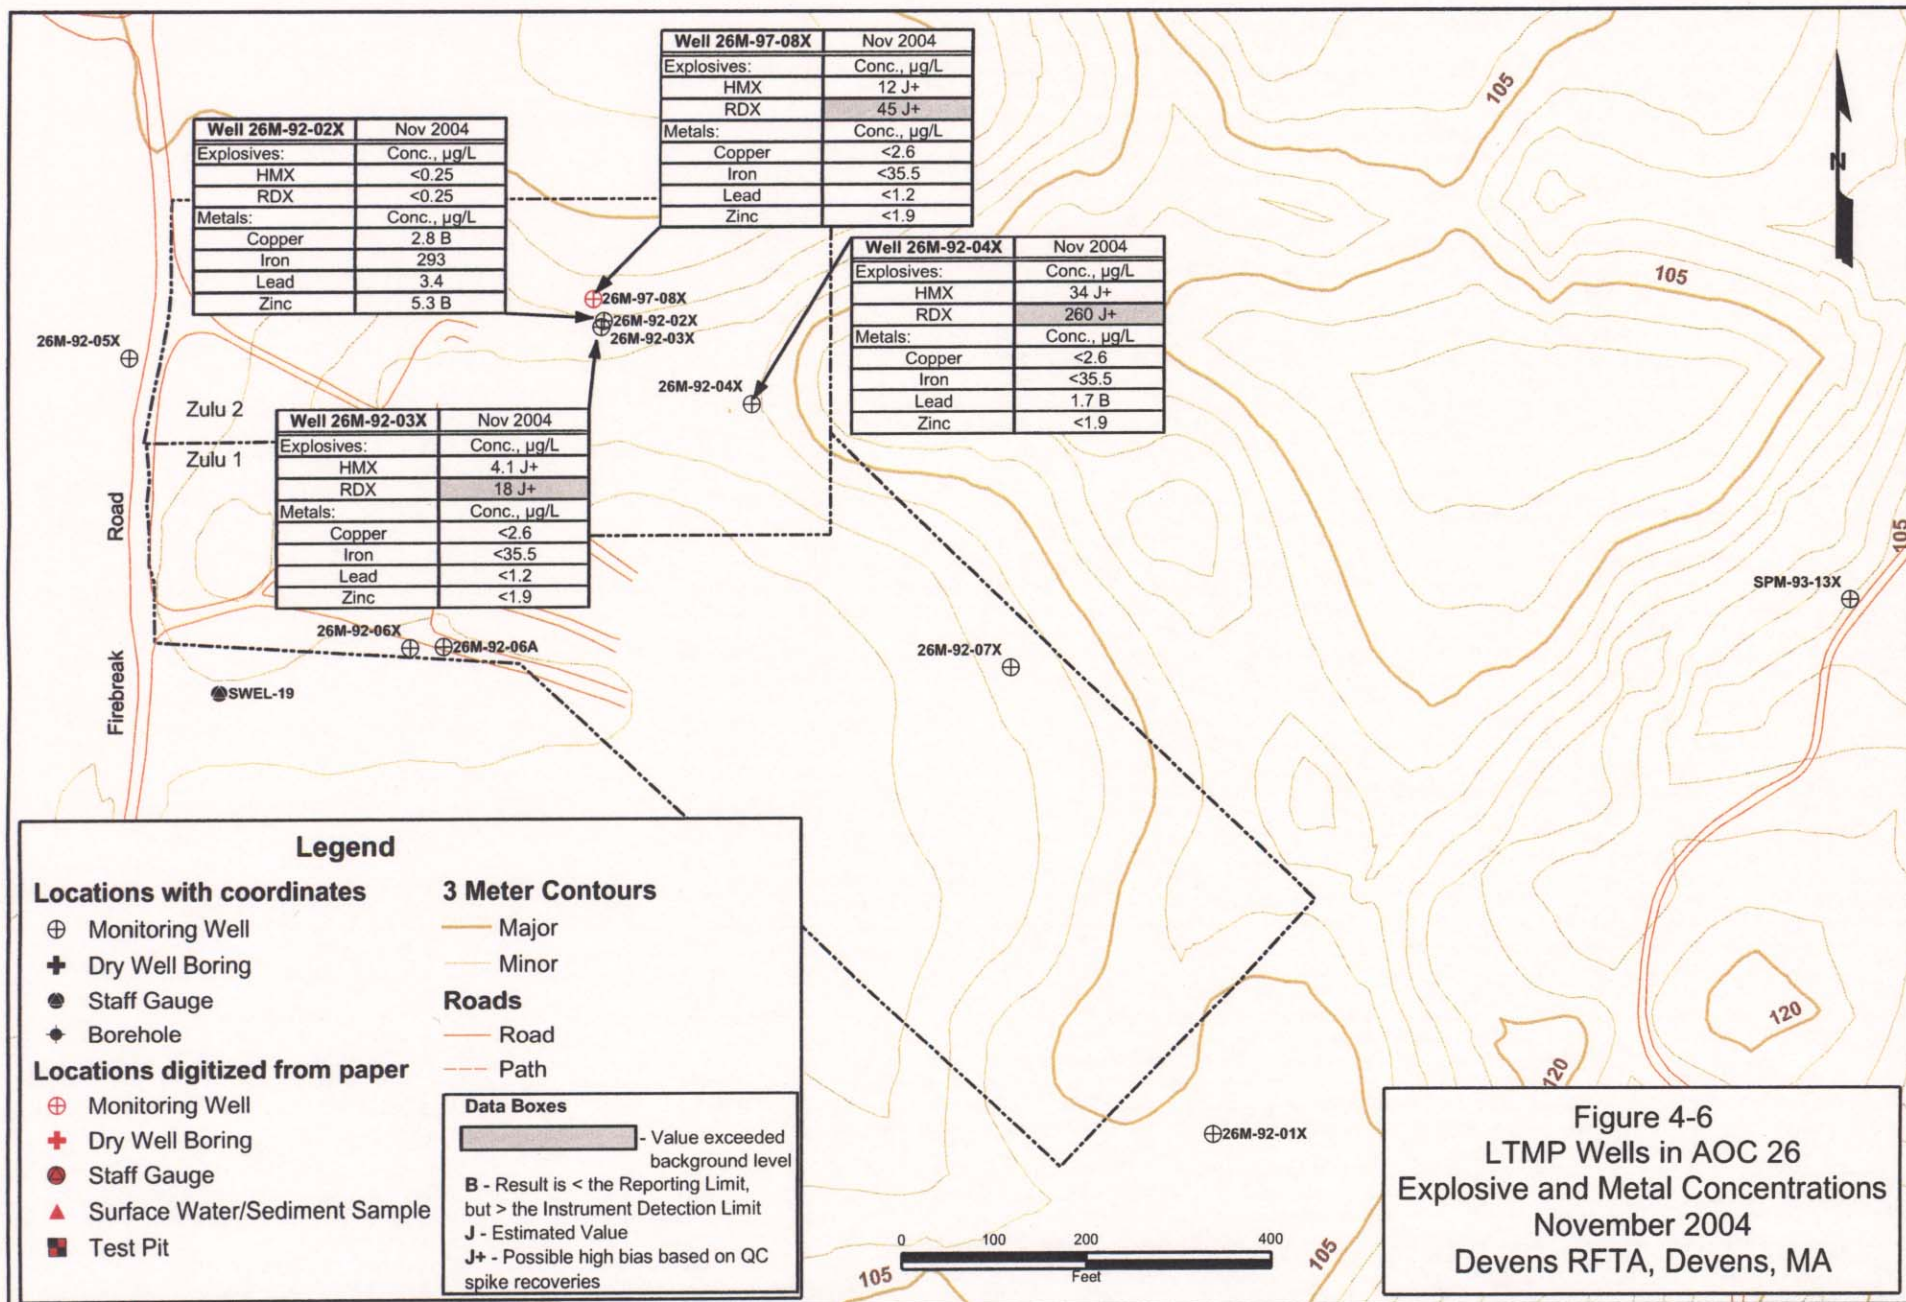 Well 26M-97-08X Nov 2004
Explosives: Conc., µg/L
HMX 12 J+
RDX 45 J+
Metals: Conc., µg/L
Copper <2.6
Iron <35.5
Lead <1.2
Zinc <1.9
Well 26M-92-02X Nov 2004
Explosives: Conc., µg/L
HMX <0.25
RDX <0.25
Metals: Conc., µg/L
Copper 2.8 B
Iron 293
Lead 3.4
Zinc 5.3 B
Well 26M-92-04X Nov 2004
Explosives: Conc., µg/L
HMX 34 J+
RDX 260 J+
Metals: Conc., µg/L
Copper <2.6
Iron <35.5
Lead 1.7 B
Zinc <1.9
Well 26M-92-03X Nov 2004
Explosives: Conc., µg/L
HMX 4.1 J+
RDX 18 J+
Metals: Conc., µg/L
Copper <2.6
Iron <35.5
Lead <1.2
Zinc <1.9
105
N
105
105
26M-97-08X
26M-92-02X
26M-92-03X
26M-92-05X
26M-92-04X
Zulu 2
Zulu 1
Firebreak Road
SPM-93-13X
26M-92-06X
26M-92-06A
26M-92-07X
SWEL-19
120
120
26M-92-01X
105
105
Legend
Locations with coordinates
Monitoring Well
Dry Well Boring
Staff Gauge
Borehole
Locations digitized from paper
Monitoring Well
Dry Well Boring
Staff Gauge
Surface Water/Sediment Sample
Test Pit
3 Meter Contours
Major
Minor
Roads
Road
Path
Data Boxes
- Value exceeded
background level
B - Result is < the Reporting Limit,
but > the Instrument Detection Limit
J - Estimated Value
J+ - Possible high bias based on QC
spike recoveries
0 100 200 400
Feet
Figure 4-6
LTMP Wells in AOC 26
Explosive and Metal Concentrations
November 2004
Devens RFTA, Devens, MA